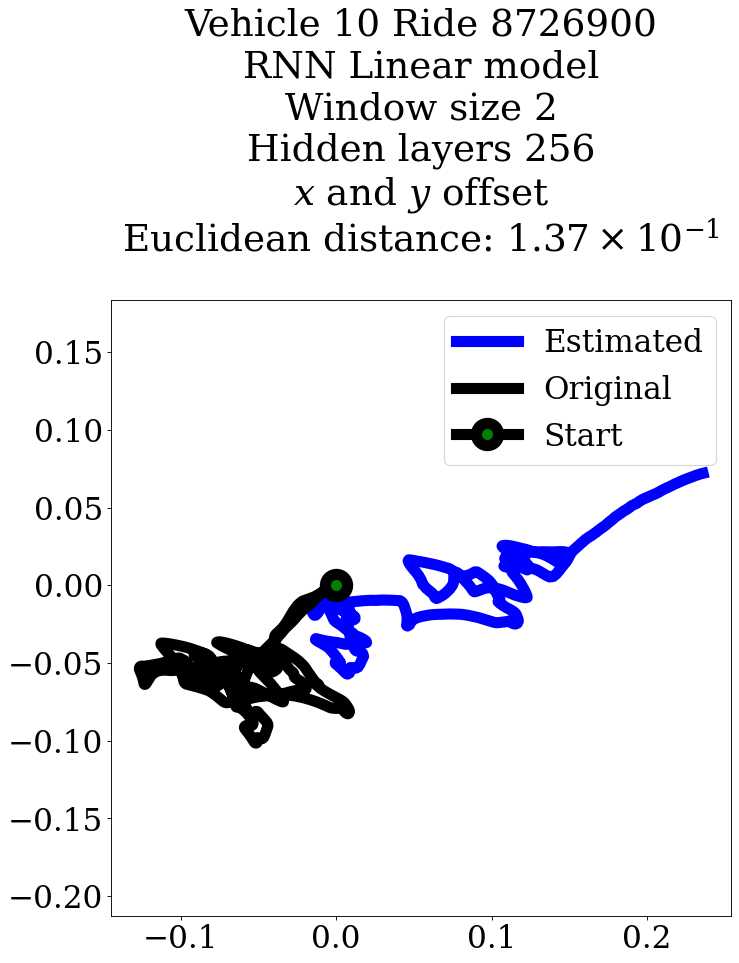 Vehicle 10 Ride 8726900
RNN Linear model
Window size 2
Hidden layers 256
x and y offset
Euclidean distance: 1.37 × 10⁻¹
Estimated
Original
Start
0.15
0.10
0.05
0.00
−0.05
−0.10
−0.15
−0.20
−0.1 0.0 0.1 0.2